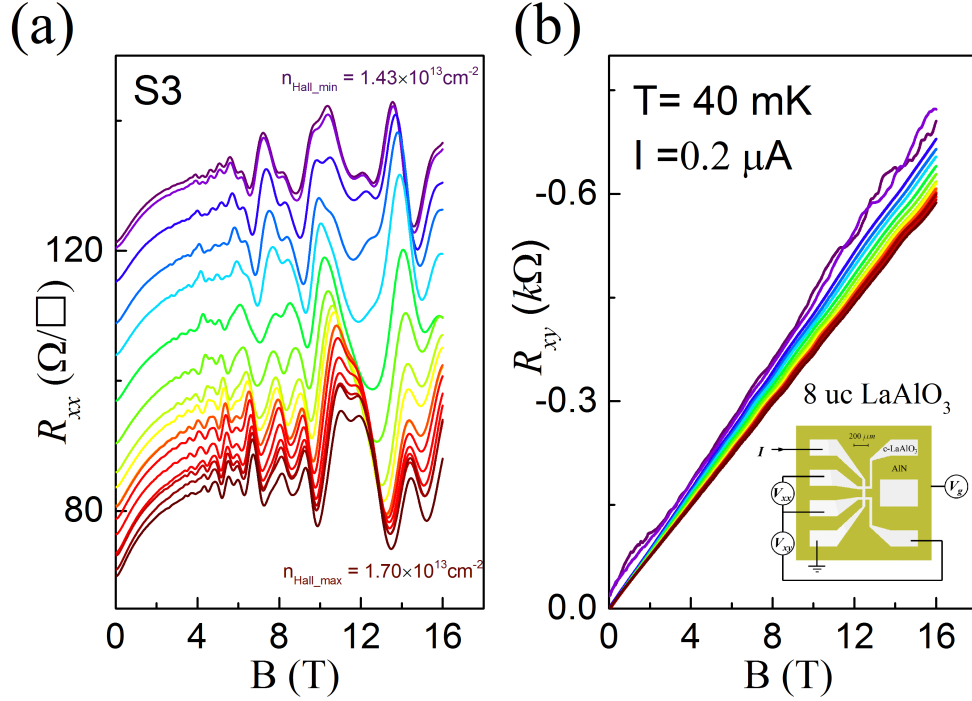 (a)
S3
n_Hall_min = 1.43×10^13cm^-2
120
80
R_xx (Ω/□)
n_Hall_max = 1.70×10^13cm^-2
0 4 8 12 16
B (T)
(b)
T= 40 mK
I =0.2 μA
-0.6
-0.3
0.0
R_xy (kΩ)
8 uc LaAlO_3
200 μm
c-LaAlO_3
I
AlN
V_xx
V_g
V_xy
0 4 8 12 16
B (T)